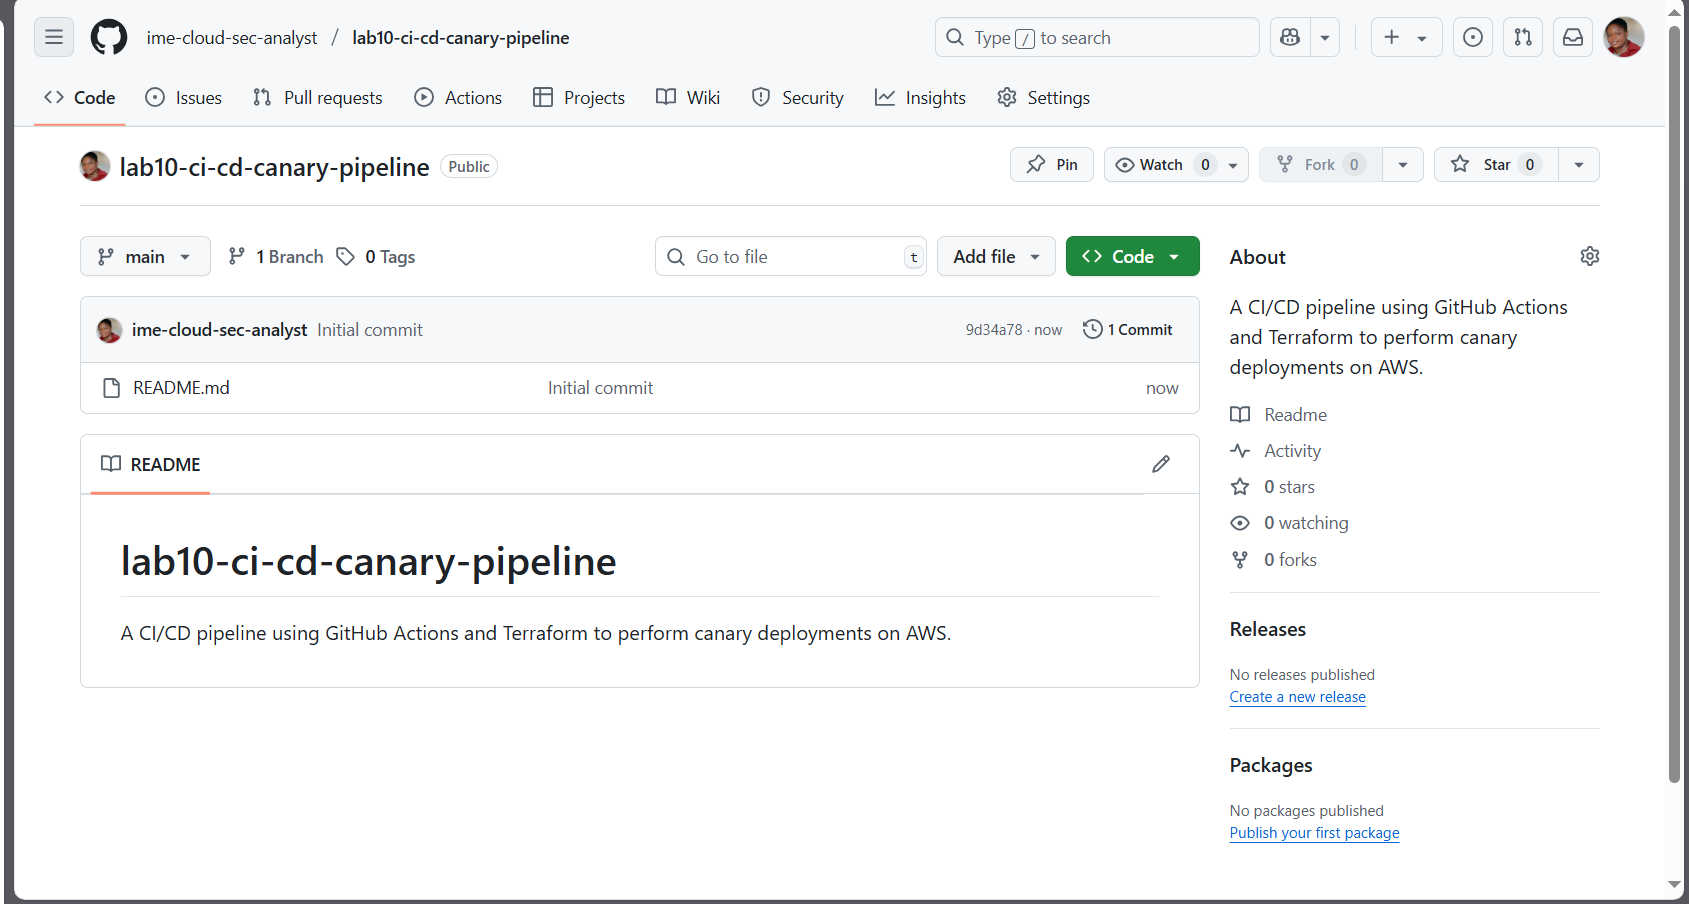 ime-cloud-sec-analyst / lab10-ci-cd-canary-pipeline
Type / to search
Code Issues Pull requests Actions Projects Wiki Security Insights Settings
lab10-ci-cd-canary-pipeline Public
Pin Watch 0 Fork 0 Star 0
main 1 Branch 0 Tags
Go to file t Add file Code
ime-cloud-sec-analyst Initial commit 9d34a78 · now 1 Commit
README.md Initial commit now
README
lab10-ci-cd-canary-pipeline
A CI/CD pipeline using GitHub Actions and Terraform to perform canary deployments on AWS.
About
A CI/CD pipeline using GitHub Actions
and Terraform to perform canary
deployments on AWS.
Readme
Activity
0 stars
0 watching
0 forks
Releases
No releases published
Create a new release
Packages
No packages published
Publish your first package